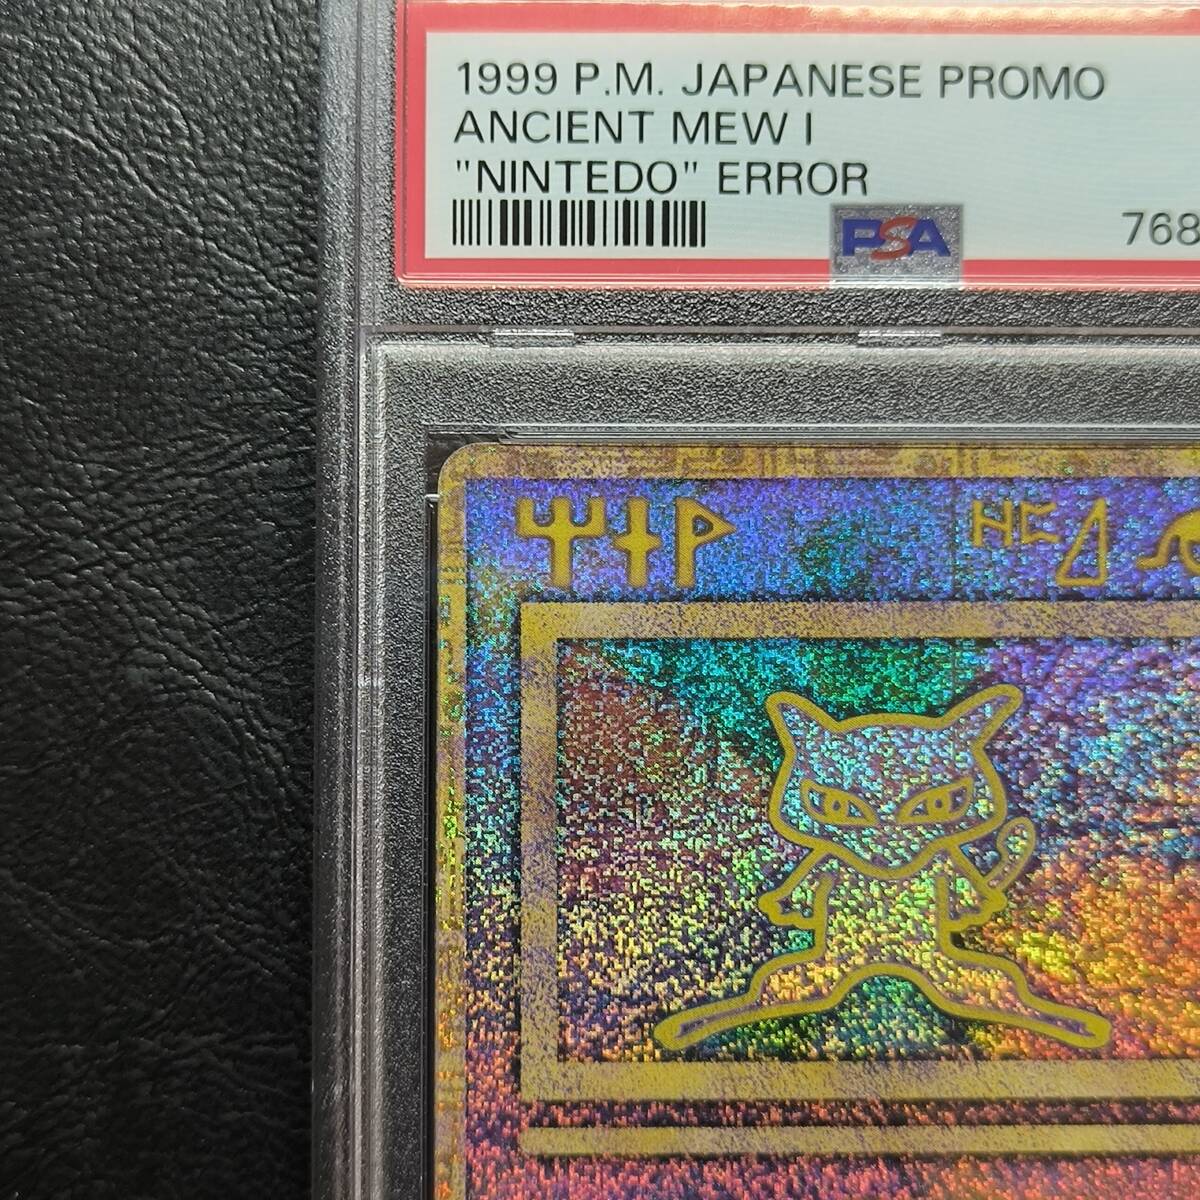 1999 P.M. JAPANESE PROMO
ANCIENT MEW I
"NINTEDO" ERROR
PSA
768